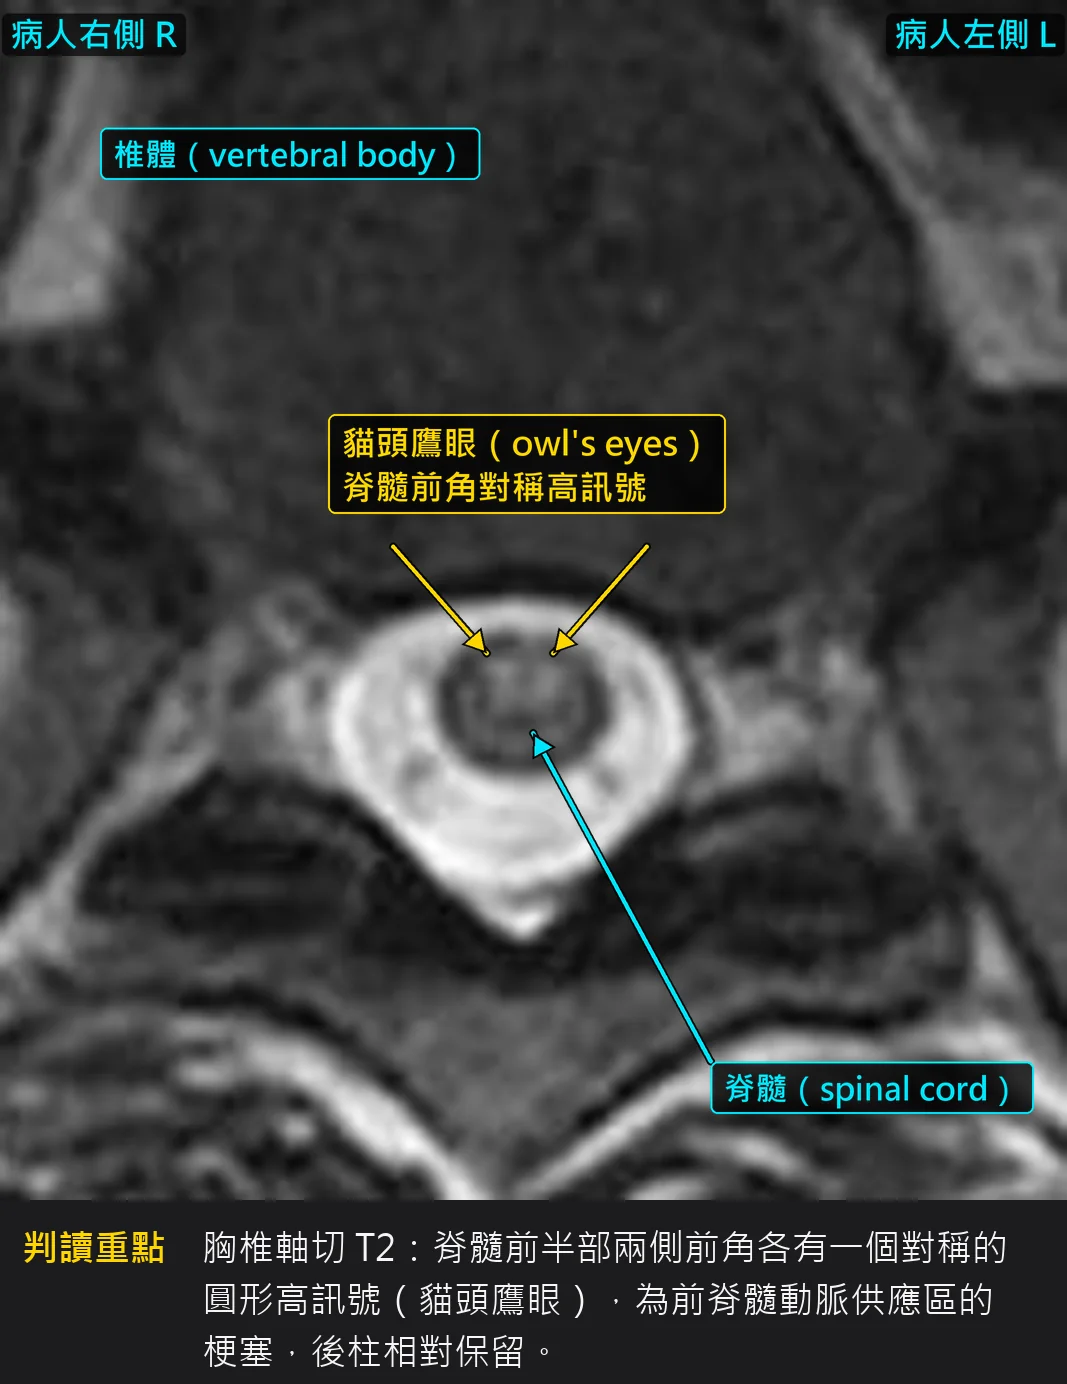 病人右側 R
病人左側 L
椎體（vertebral body）
貓頭鷹眼（owl's eyes）
脊髓前角對稱高訊號
脊髓（spinal cord）
判讀重點
胸椎軸切 T2：脊髓前半部兩側前角各有一個對稱的
圓形高訊號（貓頭鷹眼），為前脊髓動脈供應區的
梗塞，後柱相對保留。